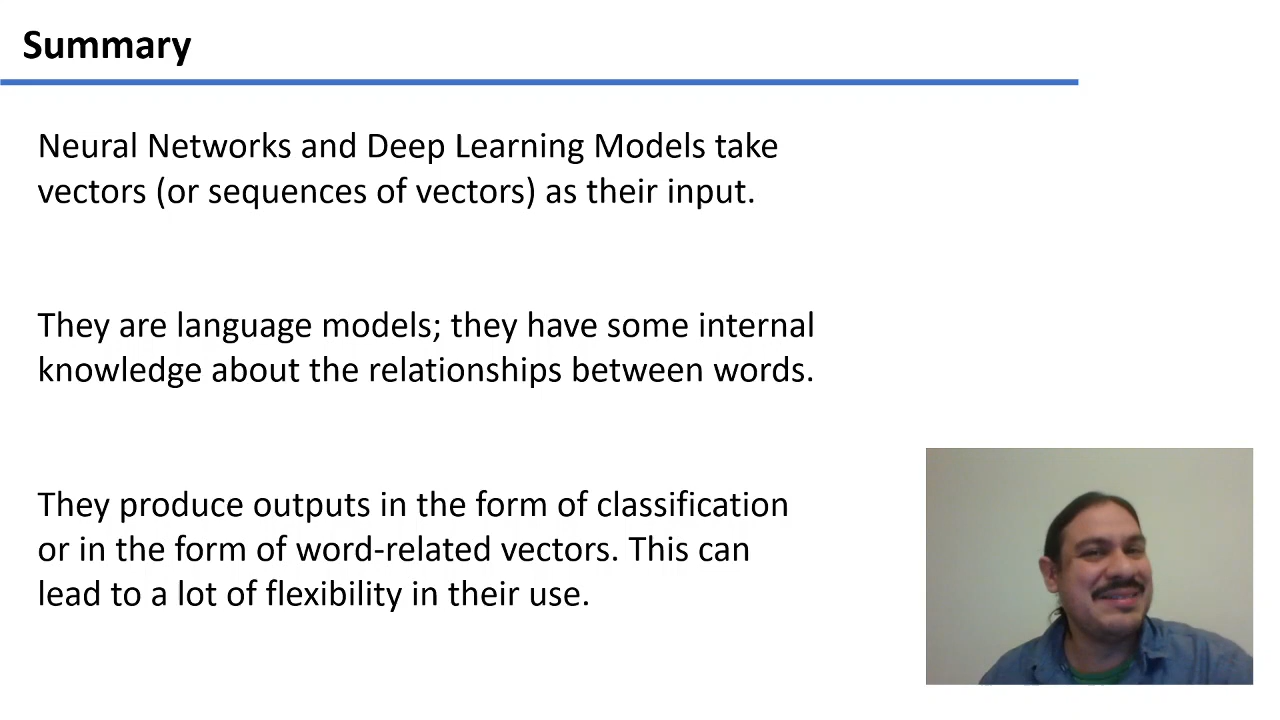 Summary
Neural Networks and Deep Learning Models take
vectors (or sequences of vectors) as their input.
They are language models; they have some internal
knowledge about the relationships between words.
They produce outputs in the form of classification
or in the form of word-related vectors. This can
lead to a lot of flexibility in their use.